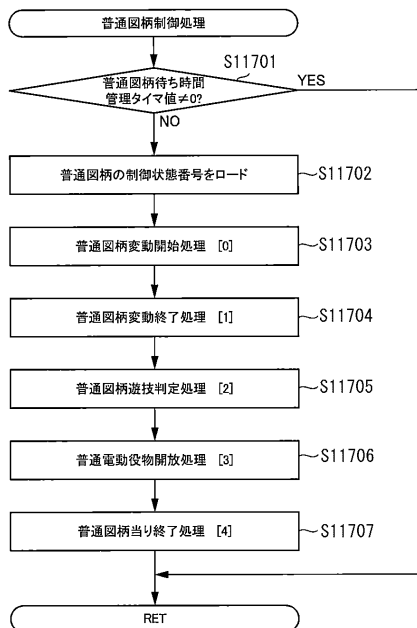 普通図柄制御処理
S11701
普通図柄待ち時間
管理タイマ値≠0?
YES
NO
普通図柄の制御状態番号をロード
S11702
普通図柄変動開始処理 [0]
S11703
普通図柄変動終了処理 [1]
S11704
普通図柄遊技判定処理 [2]
S11705
普通電動役物開放処理 [3]
S11706
普通図柄当り終了処理 [4]
S11707
RET